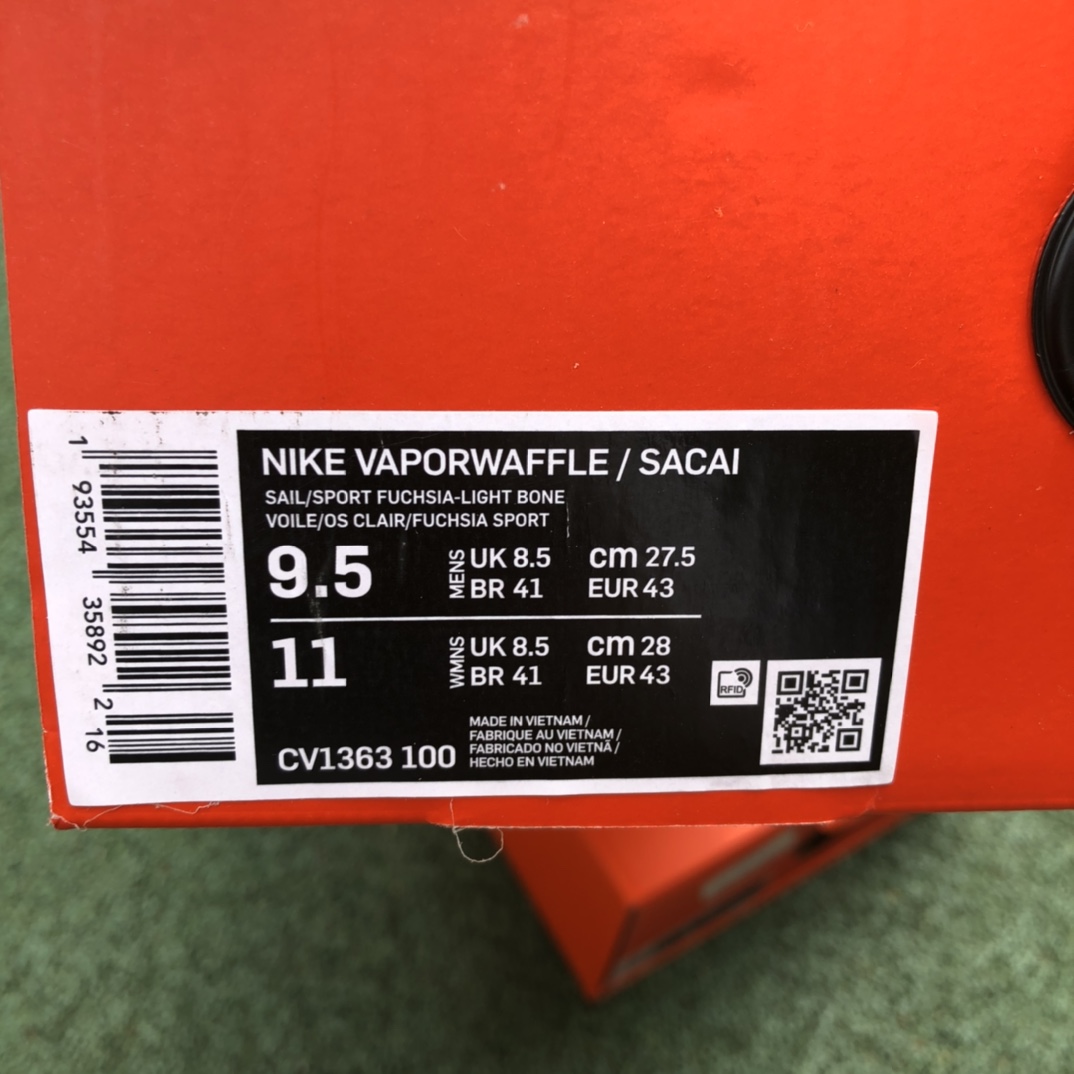 NIKE VAPORWAFFLE / SACAI
SAIL/SPORT FUCHSIA-LIGHT BONE
VOILE/OS CLAIR/FUCHSIA SPORT
9.5 MENS UK 8.5 cm 27.5
BR 41 EUR 43
11 WMNS UK 8.5 cm 28
BR 41 EUR 43
RFID
MADE IN VIETNAM /
FABRIQUE AU VIETNAM /
FABRICADO NO VIETNÃ /
HECHO EN VIETNAM
CV1363 100
1 93554 35892 2 16